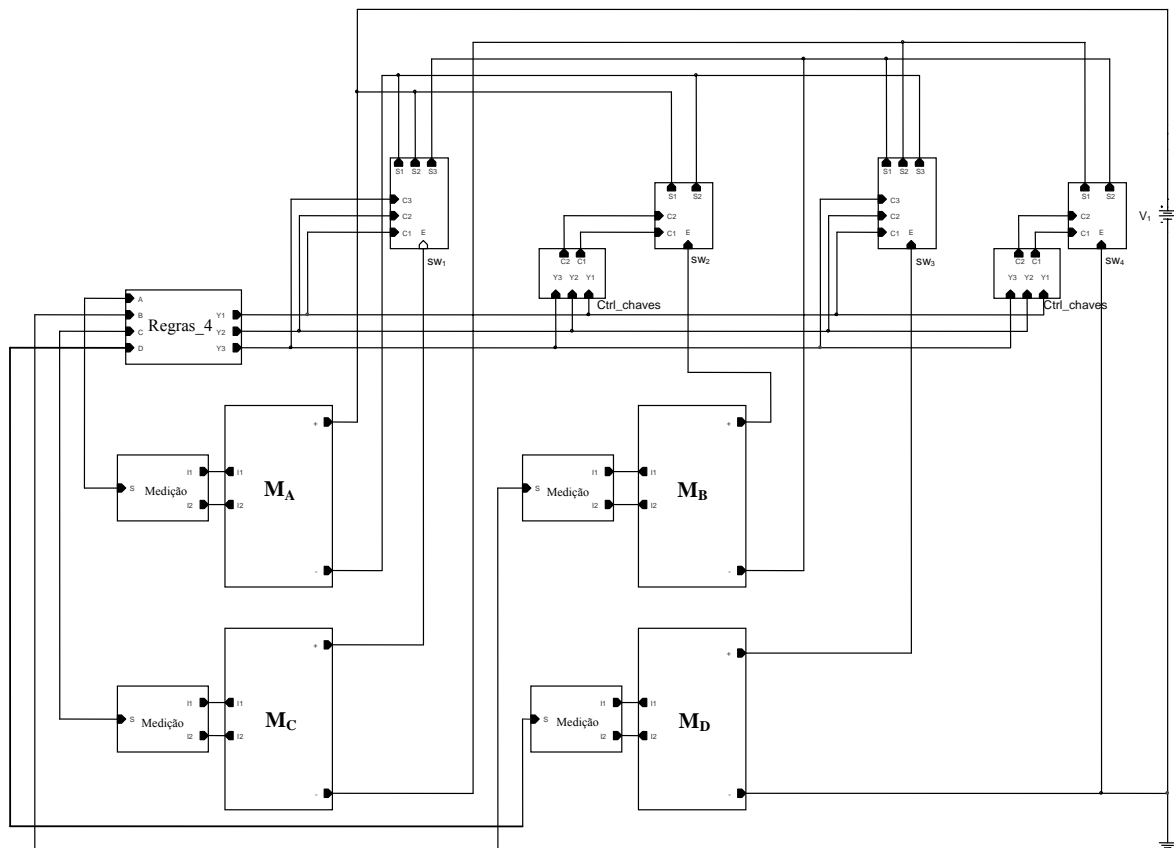 S1 S2 S3
C3
C2
C1
E
sw1
S1 S2
C2
C1
E
sw2
C2 C1
Y3 Y2 Y1
Ctrl_chaves
S1 S2 S3
C3
C2
C1
E
sw3
S1 S2
C2
C1
E
sw4
C2 C1
Y3 Y2 Y1
Ctrl_chaves
V1
A
B
C
D
Regras_4
Y1
Y2
Y3
S
Medição
I1
I2
I1
I2
MA
+
-
S
Medição
I1
I2
I1
I2
MB
+
-
S
Medição
I1
I2
I1
I2
MC
+
-
S
Medição
I1
I2
I1
I2
MD
+
-